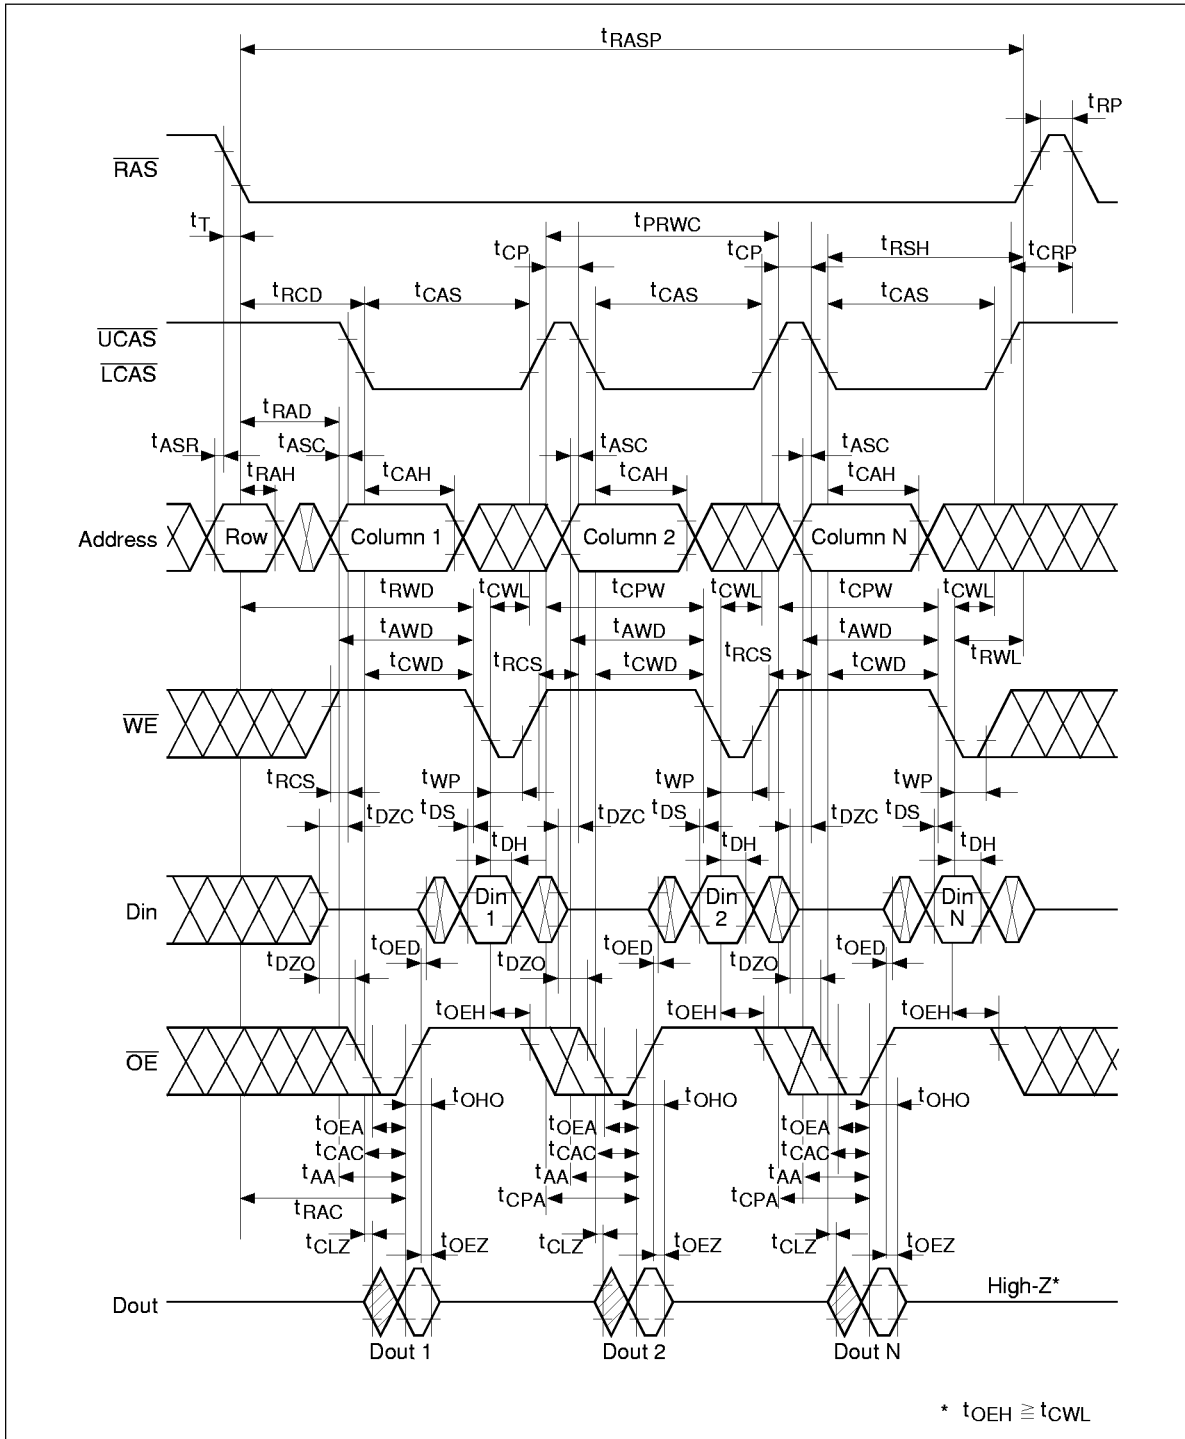 tRASP
tRP
RAS
tT
tPRWC
tCP tCP tRSH tCRP
tRCD tCAS tCAS tCAS
UCAS
LCAS
tRAD
tASR tASC tASC tASC
tRAH tCAH tCAH tCAH
Address Row Column 1 Column 2 Column N
tRWD tCWL tCPW tCWL tCPW tCWL
tAWD tAWD tAWD
tCWD tRCS tCWD tRCS tCWD tRWL
WE
tRCS tWP tWP tWP
tDZC tDS tDZC tDS tDZC tDS
tDH tDH tDH
Din Din 1 Din 2 Din N
tDZO tOED tDZO tOED tDZO tOED
tOEH tOEH tOEH
OE
tOHO tOHO tOHO
tOEA tOEA tOEA
tCAC tCAC tCAC
tAA tAA tAA
tRAC tCPA tCPA
tCLZ tOEZ tCLZ tOEZ tCLZ tOEZ
Dout High-Z*
Dout 1 Dout 2 Dout N
* tOEH ≧ tCWL